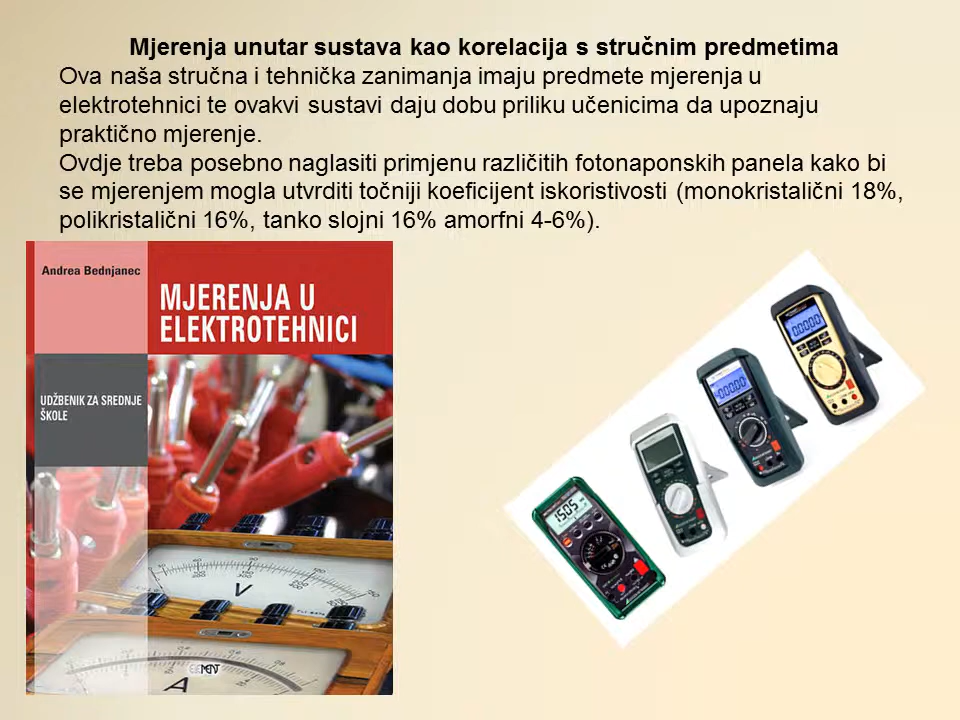 Mjerenja unutar sustava kao korelacija s stručnim predmetima
Ova naša stručna i tehnička zanimanja imaju predmete mjerenja u
elektrotehnici te ovakvi sustavi daju dobu priliku učenicima da upoznaju
praktično mjerenje.
Ovdje treba posebno naglasiti primjenu različitih fotonaponskih panela kako bi
se mjerenjem mogla utvrditi točniji koeficijent iskoristivosti (monokristalični 18%,
polikristalični 16%, tanko slojni 16% amorfni 4-6%).
Andrea Bednjanec
MJERENJA U
ELEKTROTEHNICI
UDŽBENIK ZA SREDNJE
ŠKOLE
V
A
1505